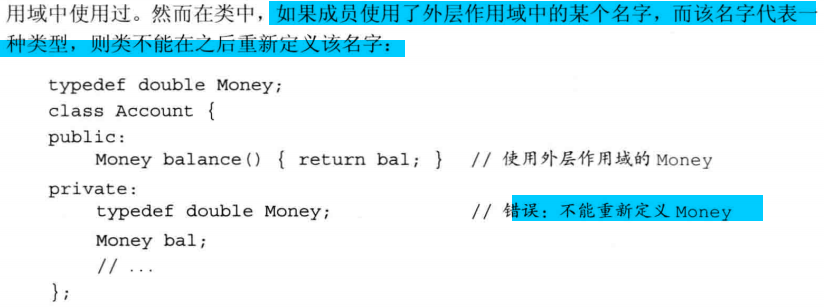 用域中使用过。然而在类中，如果成员使用了外层作用域中的某个名字，而该名字代表一
种类型，则类不能在之后重新定义该名字：
typedef double Money;
class Account {
public:
    Money balance() { return bal; }  // 使用外层作用域的 Money
private:
    typedef double Money;            // 错误：不能重新定义 Money
    Money bal;
    // ...
};